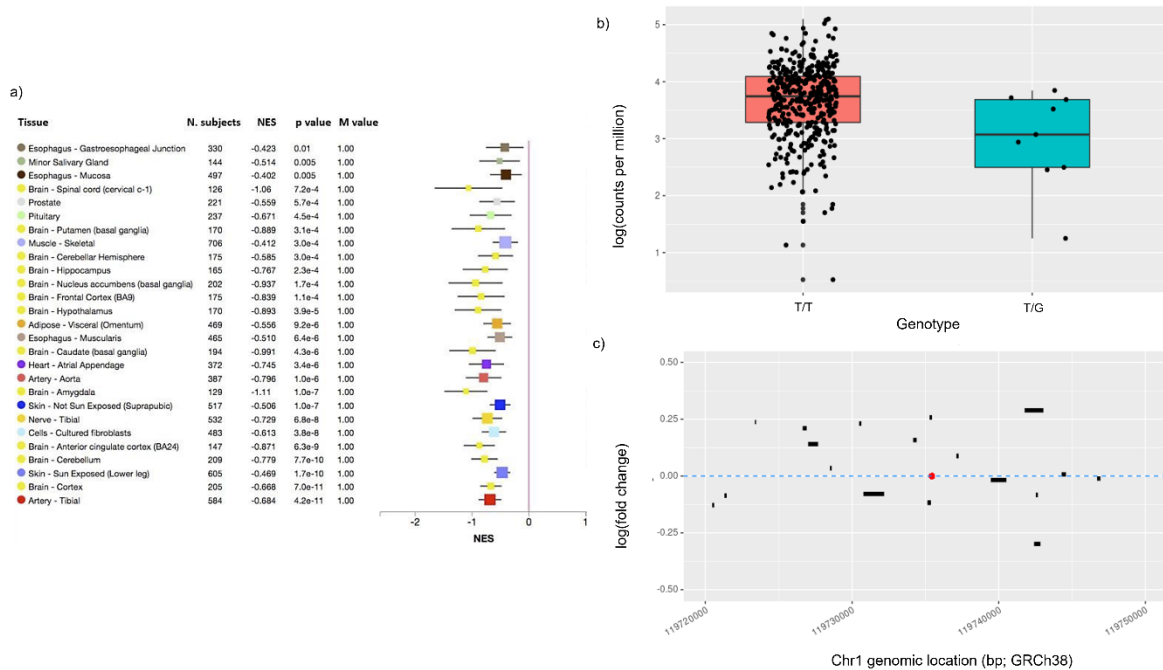 a)
Tissue N. subjects NES p value M value
Esophagus - Gastroesophageal Junction 330 -0.423 0.01 1.00
Minor Salivary Gland 144 -0.514 0.005 1.00
Esophagus - Mucosa 497 -0.402 0.005 1.00
Brain - Spinal cord (cervical c-1) 126 -1.06 7.2e-4 1.00
Prostate 221 -0.559 5.7e-4 1.00
Pituitary 237 -0.671 4.5e-4 1.00
Brain - Putamen (basal ganglia) 170 -0.889 3.1e-4 1.00
Muscle - Skeletal 706 -0.412 3.0e-4 1.00
Brain - Cerebellar Hemisphere 175 -0.585 3.0e-4 1.00
Brain - Hippocampus 165 -0.767 2.3e-4 1.00
Brain - Nucleus accumbens (basal ganglia) 202 -0.937 1.7e-4 1.00
Brain - Frontal Cortex (BA9) 175 -0.839 1.1e-4 1.00
Brain - Hypothalamus 170 -0.893 3.9e-5 1.00
Adipose - Visceral (Omentum) 469 -0.556 9.2e-6 1.00
Esophagus - Muscularis 465 -0.510 6.4e-6 1.00
Brain - Caudate (basal ganglia) 194 -0.991 4.3e-6 1.00
Heart - Atrial Appendage 372 -0.745 3.4e-6 1.00
Artery - Aorta 387 -0.796 1.0e-6 1.00
Brain - Amygdala 129 -1.11 1.0e-7 1.00
Skin - Not Sun Exposed (Suprapubic) 517 -0.506 1.0e-7 1.00
Nerve - Tibial 532 -0.729 6.8e-8 1.00
Cells - Cultured fibroblasts 483 -0.613 3.8e-8 1.00
Brain - Anterior cingulate cortex (BA24) 147 -0.871 6.3e-9 1.00
Brain - Cerebellum 209 -0.779 7.7e-10 1.00
Skin - Sun Exposed (Lower leg) 605 -0.469 1.7e-10 1.00
Brain - Cortex 205 -0.668 7.0e-11 1.00
Artery - Tibial 584 -0.684 4.2e-11 1.00
-2 -1 0 1
NES
b)
log(counts per million)
5
4
3
2
1
T/T T/G
Genotype
c)
log(fold change)
0.50
0.25
0.00
-0.25
-0.50
119720000 119730000 119740000 119750000
Chr1 genomic location (bp; GRCh38)